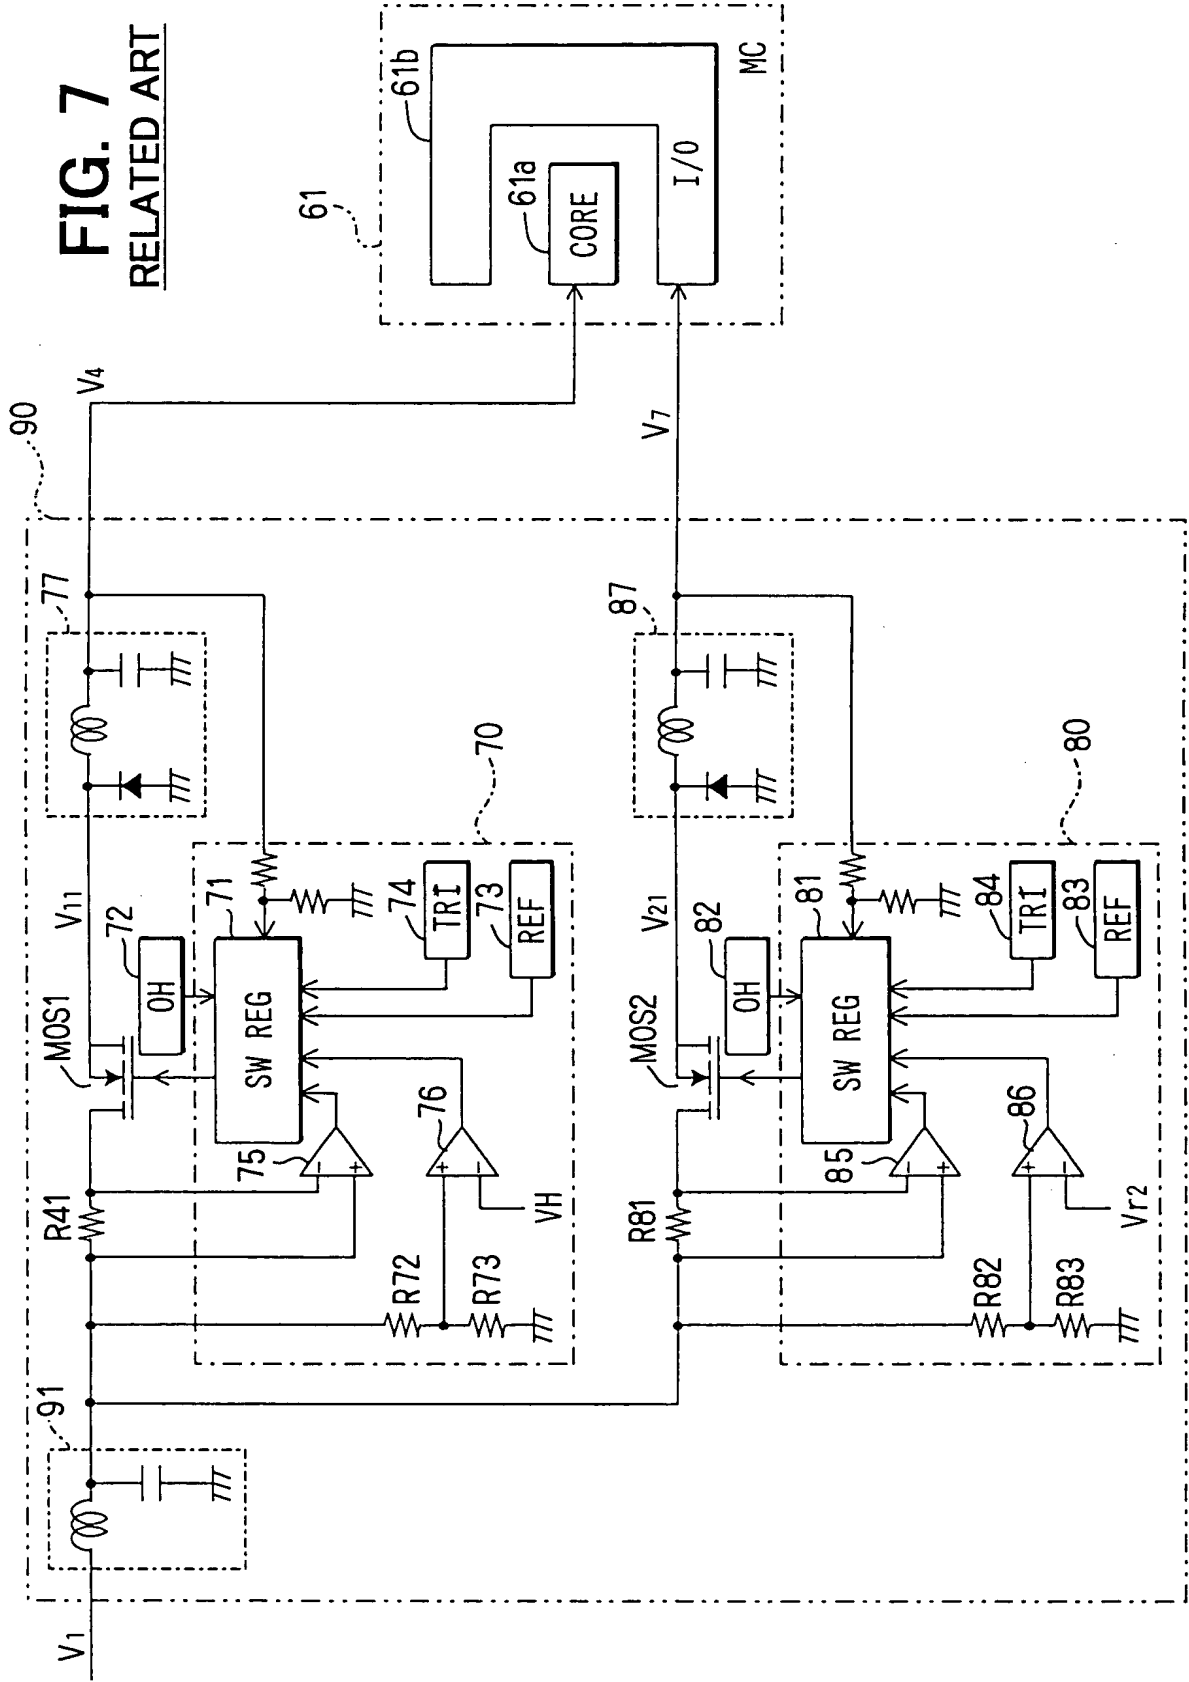 FIG. 7
RELATED ART
90
61
61b
61a
CORE
I/O
MC
V4
V7
91
V1
R41
MOS1
V11
77
OH
72
SW REG
71
70
TRI
74
REF
73
75
-
+
76
+
-
VH
R72
R73
R81
MOS2
V21
87
OH
82
SW REG
81
80
TRI
84
REF
83
85
-
+
86
+
-
Vr2
R82
R83